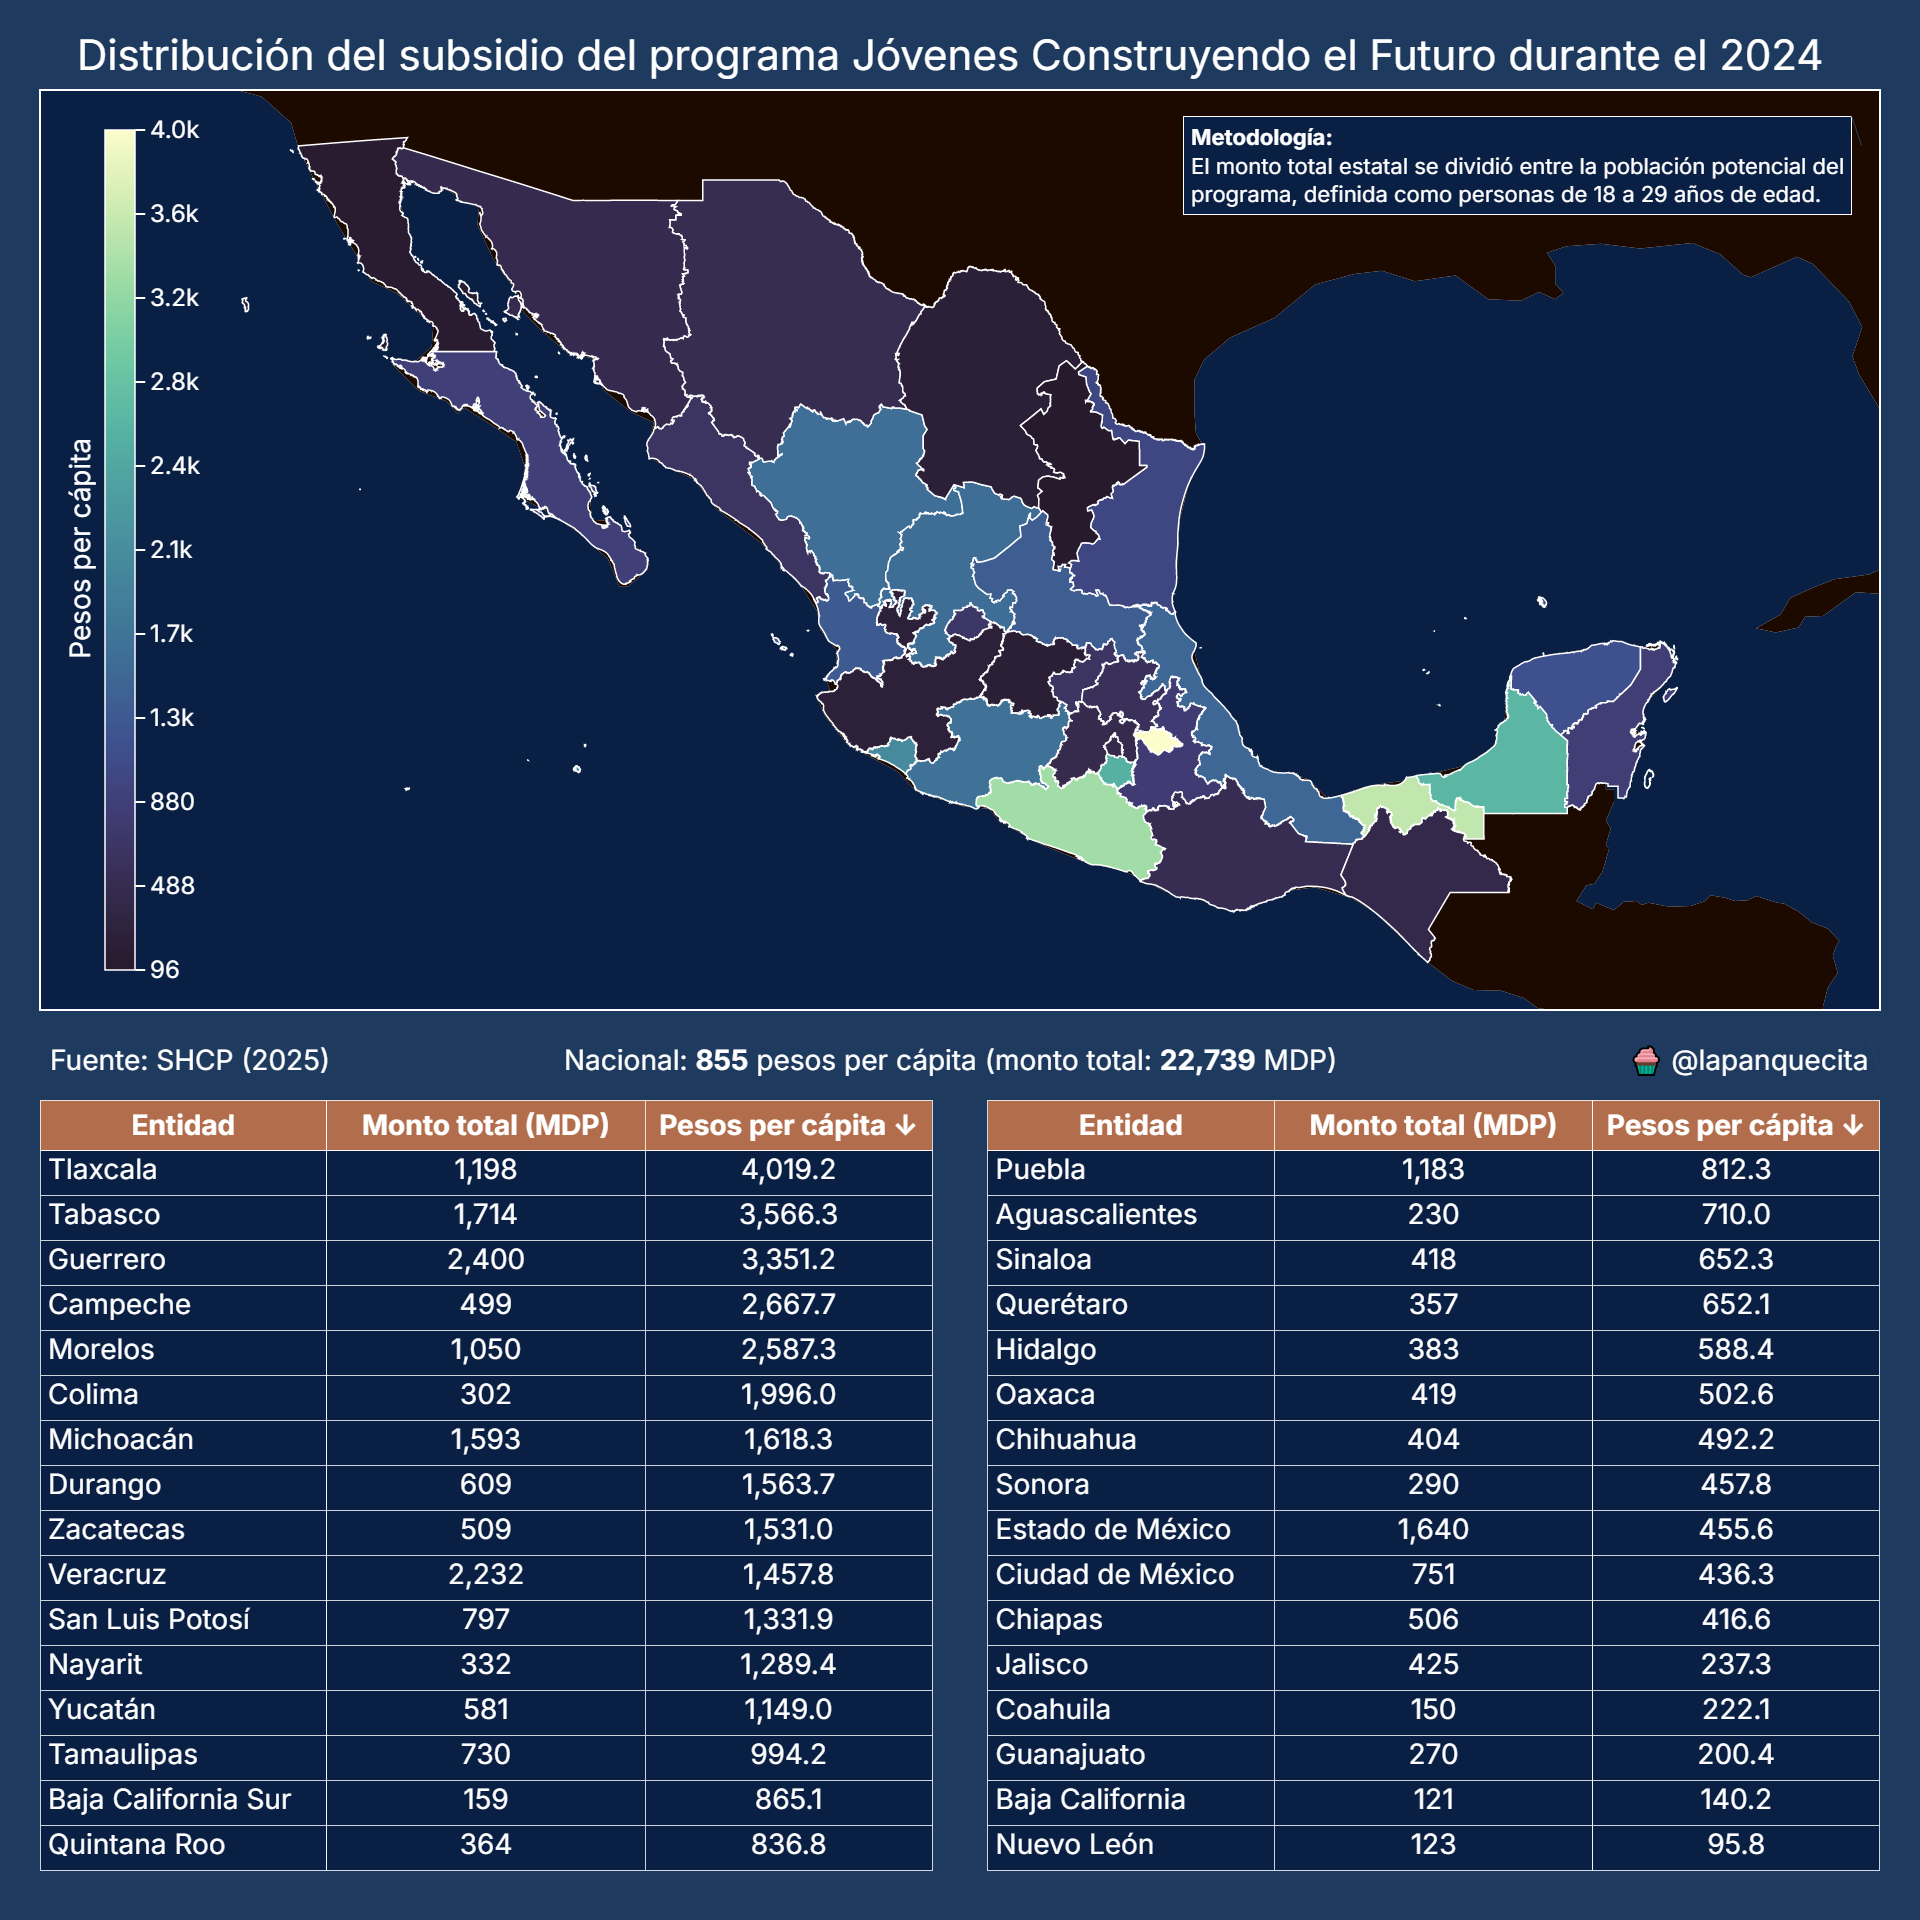 Distribución del subsidio del programa Jóvenes Construyendo el Futuro durante el 2024
Metodología:
El monto total estatal se dividió entre la población potencial del
programa, definida como personas de 18 a 29 años de edad.
Pesos per cápita
4.0k
3.6k
3.2k
2.8k
2.4k
2.1k
1.7k
1.3k
880
488
96
Fuente: SHCP (2025)
Nacional: 855 pesos per cápita (monto total: 22,739 MDP)
@lapanquecita
Entidad Monto total (MDP) Pesos per cápita ↓
Tlaxcala 1,198 4,019.2
Tabasco 1,714 3,566.3
Guerrero 2,400 3,351.2
Campeche 499 2,667.7
Morelos 1,050 2,587.3
Colima 302 1,996.0
Michoacán 1,593 1,618.3
Durango 609 1,563.7
Zacatecas 509 1,531.0
Veracruz 2,232 1,457.8
San Luis Potosí 797 1,331.9
Nayarit 332 1,289.4
Yucatán 581 1,149.0
Tamaulipas 730 994.2
Baja California Sur 159 865.1
Quintana Roo 364 836.8
Entidad Monto total (MDP) Pesos per cápita ↓
Puebla 1,183 812.3
Aguascalientes 230 710.0
Sinaloa 418 652.3
Querétaro 357 652.1
Hidalgo 383 588.4
Oaxaca 419 502.6
Chihuahua 404 492.2
Sonora 290 457.8
Estado de México 1,640 455.6
Ciudad de México 751 436.3
Chiapas 506 416.6
Jalisco 425 237.3
Coahuila 150 222.1
Guanajuato 270 200.4
Baja California 121 140.2
Nuevo León 123 95.8